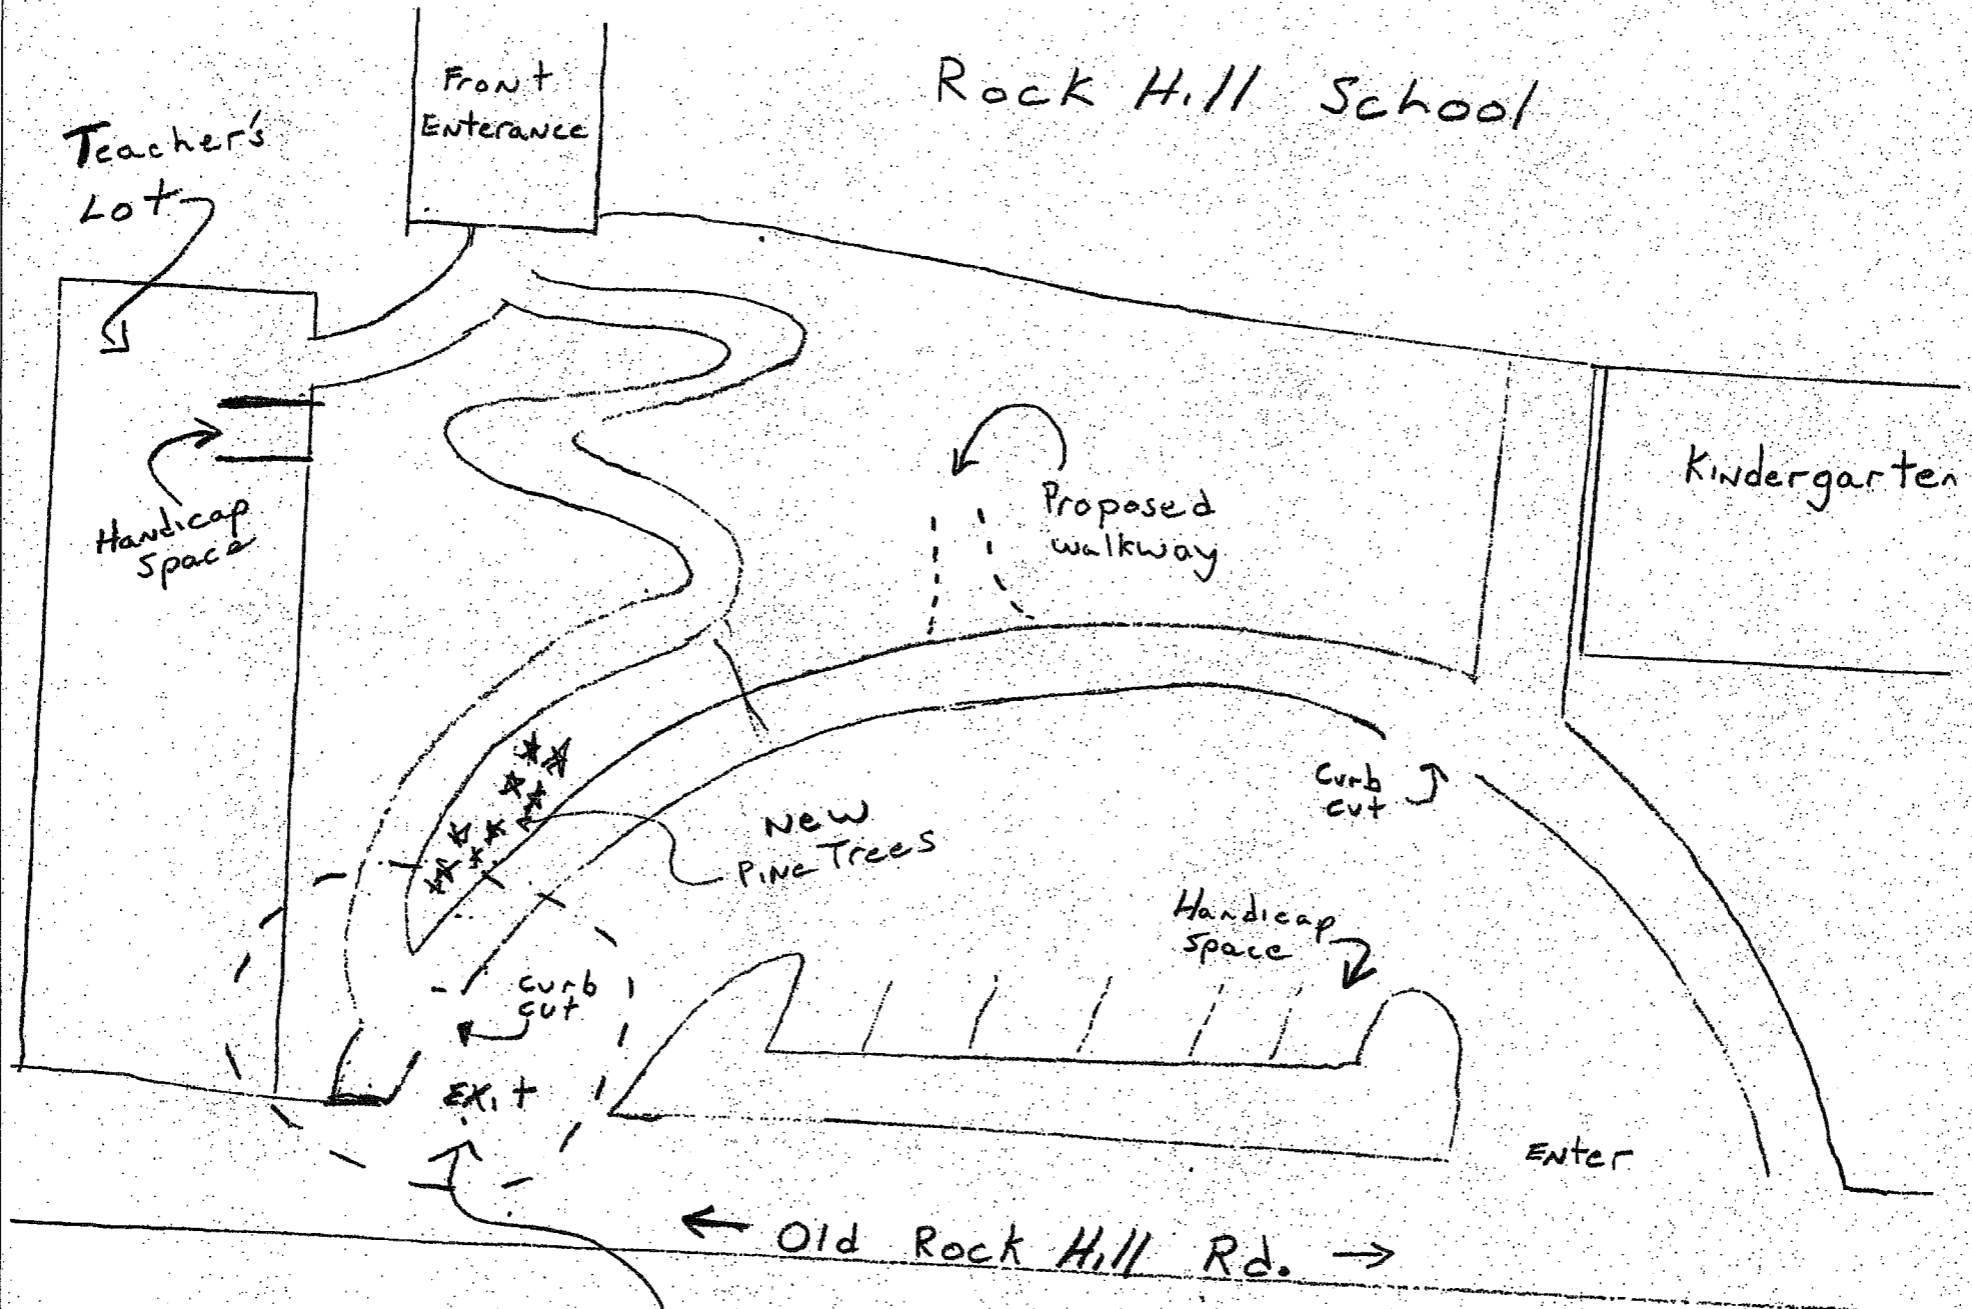 Rock Hill School
Front
Enterance
Teacher's
Lot
Handicap
Space
Proposed
walkway
Kindergarten
Curb
cut
New
Pine Trees
Handicap
Space
Curb
cut
Exit
Enter
← Old Rock Hill Rd. →